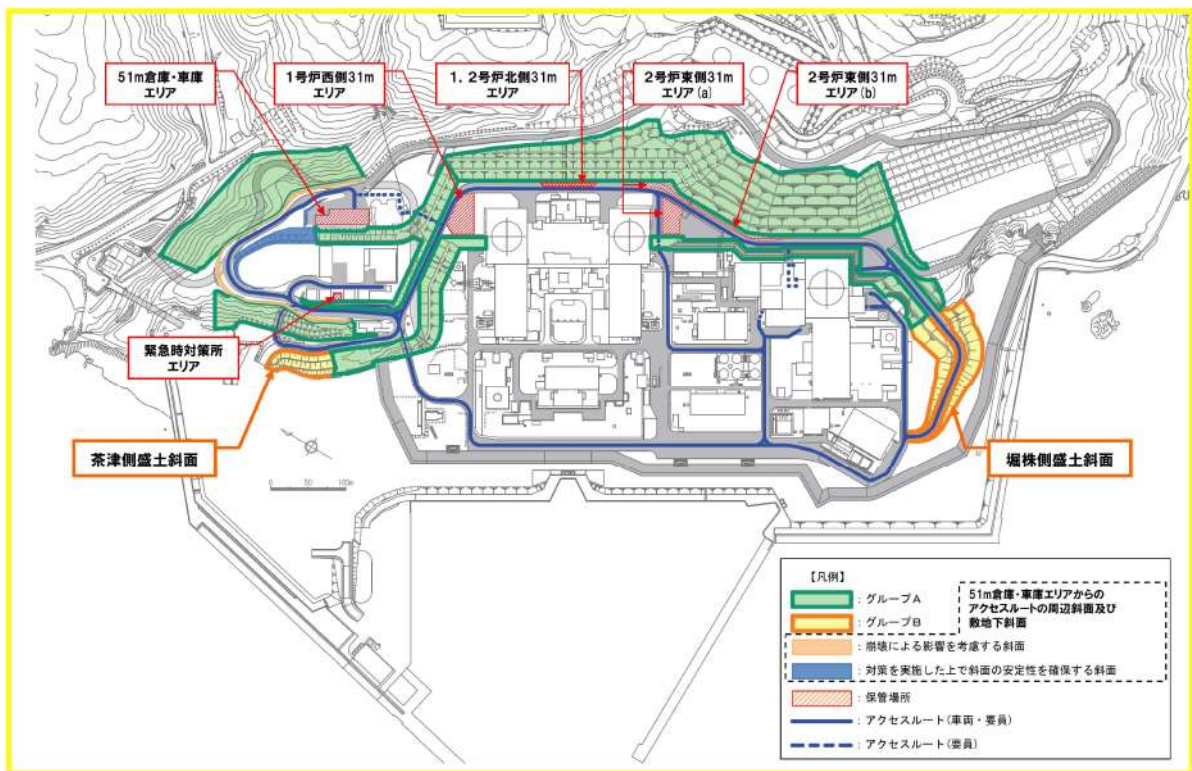 51m倉庫・車庫
エリア
1号炉西側31m
エリア
1，2号炉北側31m
エリア
2号炉東側31m
エリア(a)
2号炉東側31m
エリア(b)
緊急時対策所
エリア
茶津側盛土斜面
堀株側盛土斜面
0 50 100m
【凡例】
：グループA
：グループB
51m倉庫・車庫エリアからの
アクセスルートの周辺斜面及び
敷地下斜面
：崩壊による影響を考慮する斜面
：対策を実施した上で斜面の安定性を確保する斜面
：保管場所
：アクセスルート(車両・要員)
：アクセスルート(要員)